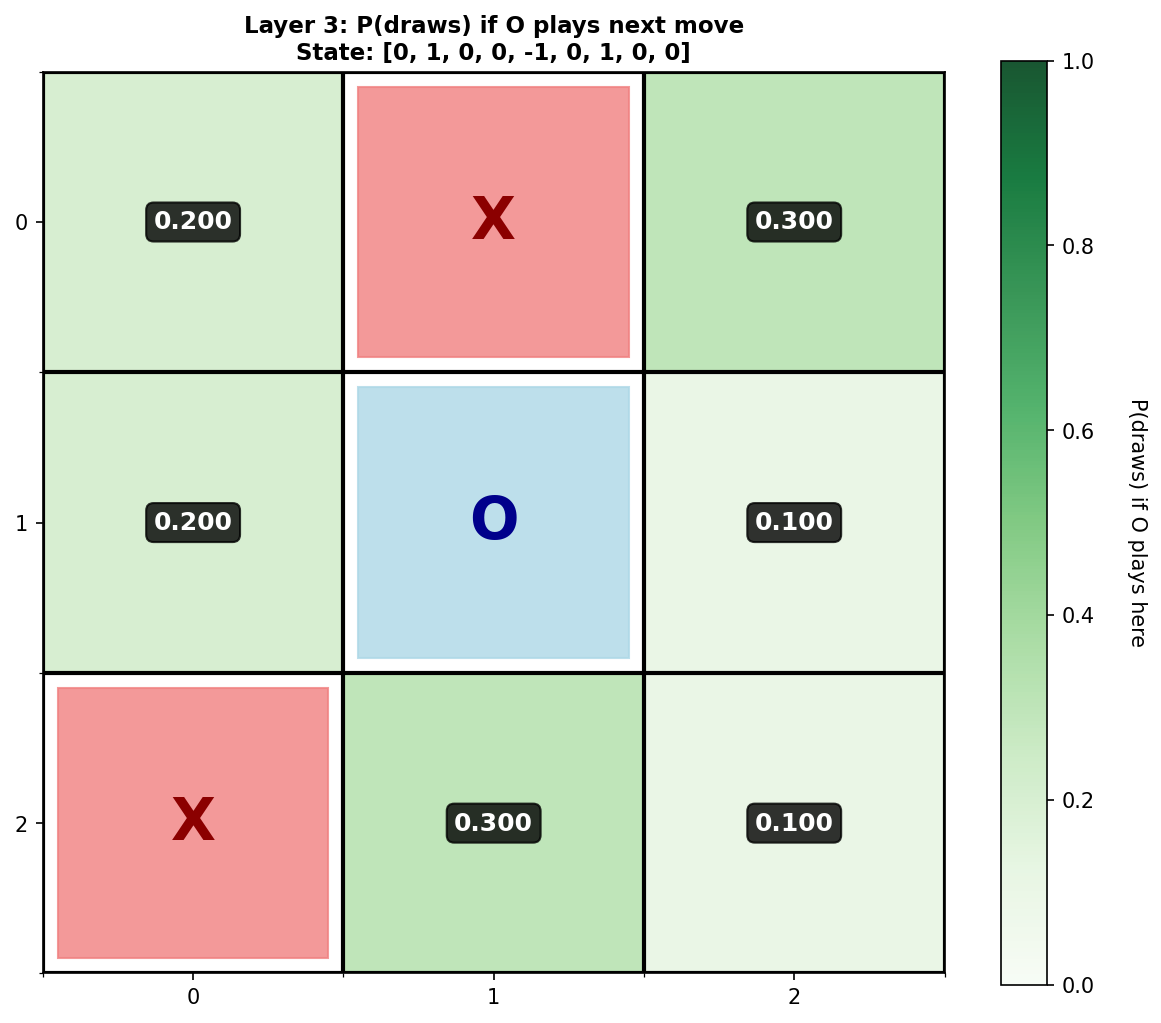 Layer 3: P(draws) if O plays next move
State: [0, 1, 0, 0, -1, 0, 1, 0, 0]
0.200 X 0.300
0
0.200 O 0.100
1
X 0.300 0.100
2
0 1 2
1.0
0.8
0.6
0.4
0.2
0.0
P(draws) if O plays here